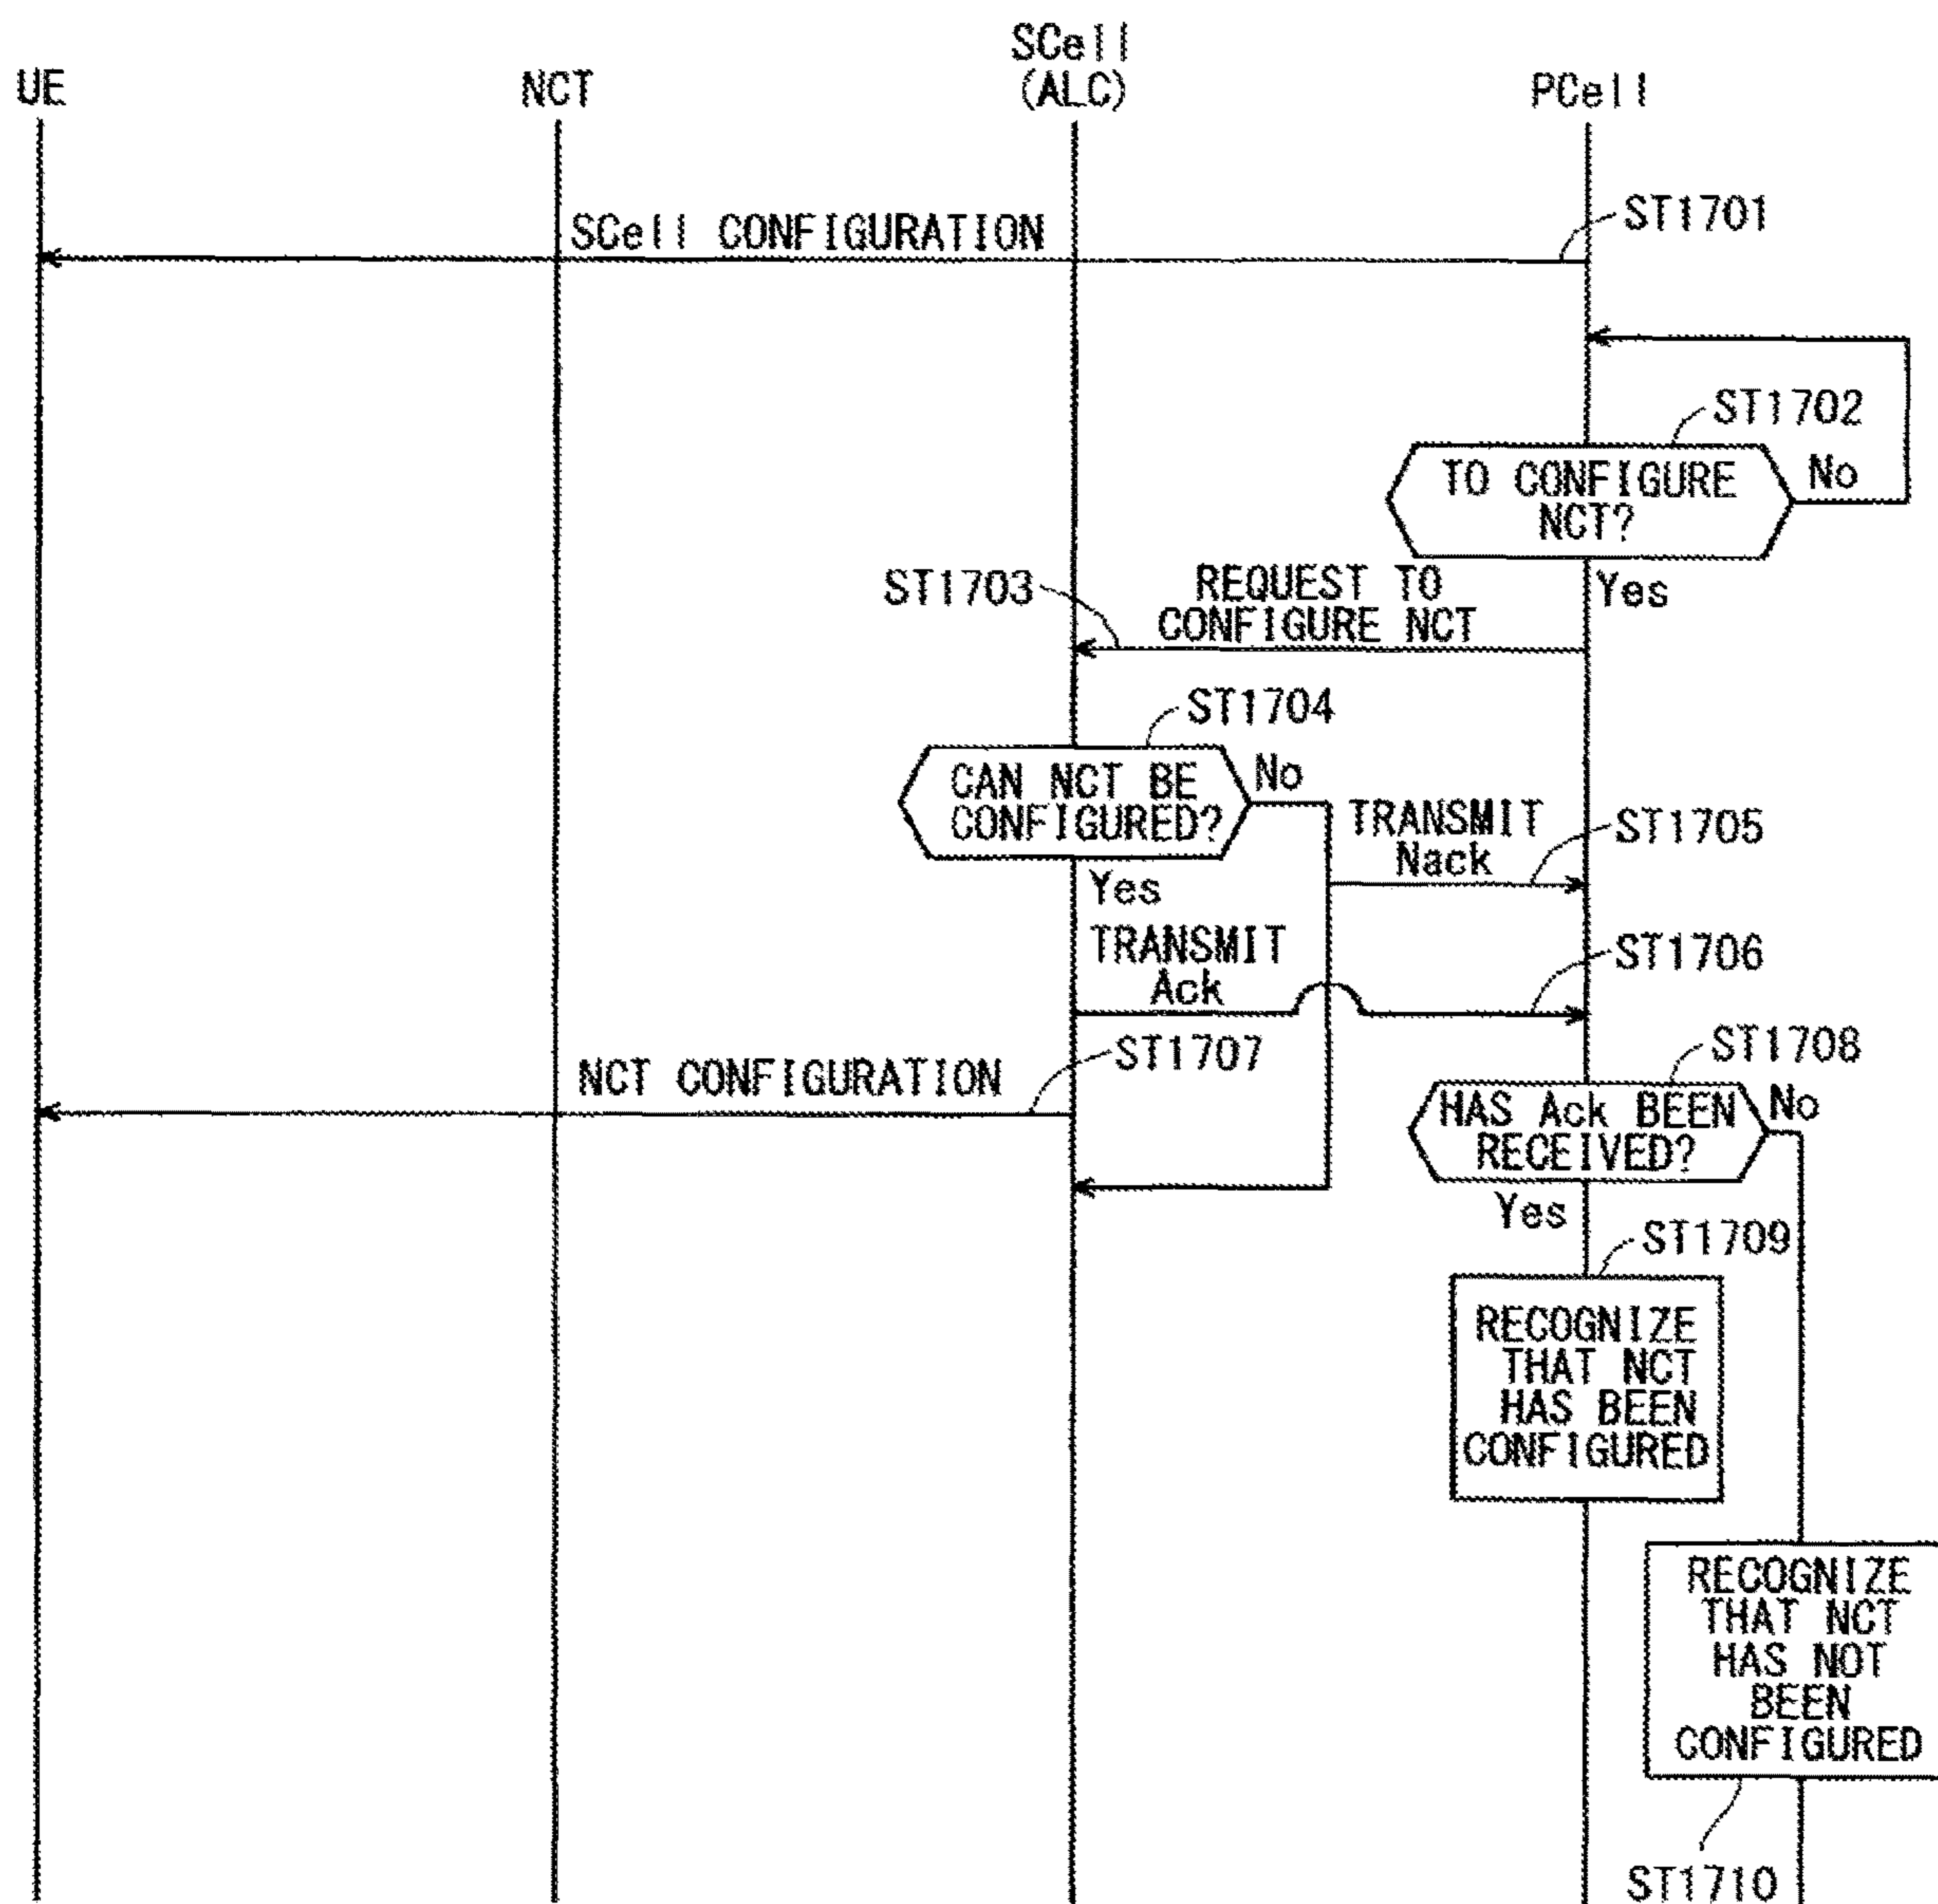 UE
NCT
SCell
(ALC)
PCell
SCell CONFIGURATION
ST1701
ST1702
TO CONFIGURE
NCT?
No
Yes
ST1703
REQUEST TO
CONFIGURE NCT
ST1704
CAN NCT BE
CONFIGURED?
No
Yes
TRANSMIT
Nack
ST1705
TRANSMIT
Ack
ST1706
NCT CONFIGURATION
ST1707
ST1708
HAS Ack BEEN
RECEIVED?
No
Yes
ST1709
RECOGNIZE
THAT NCT
HAS BEEN
CONFIGURED
RECOGNIZE
THAT NCT
HAS NOT
BEEN
CONFIGURED
ST1710